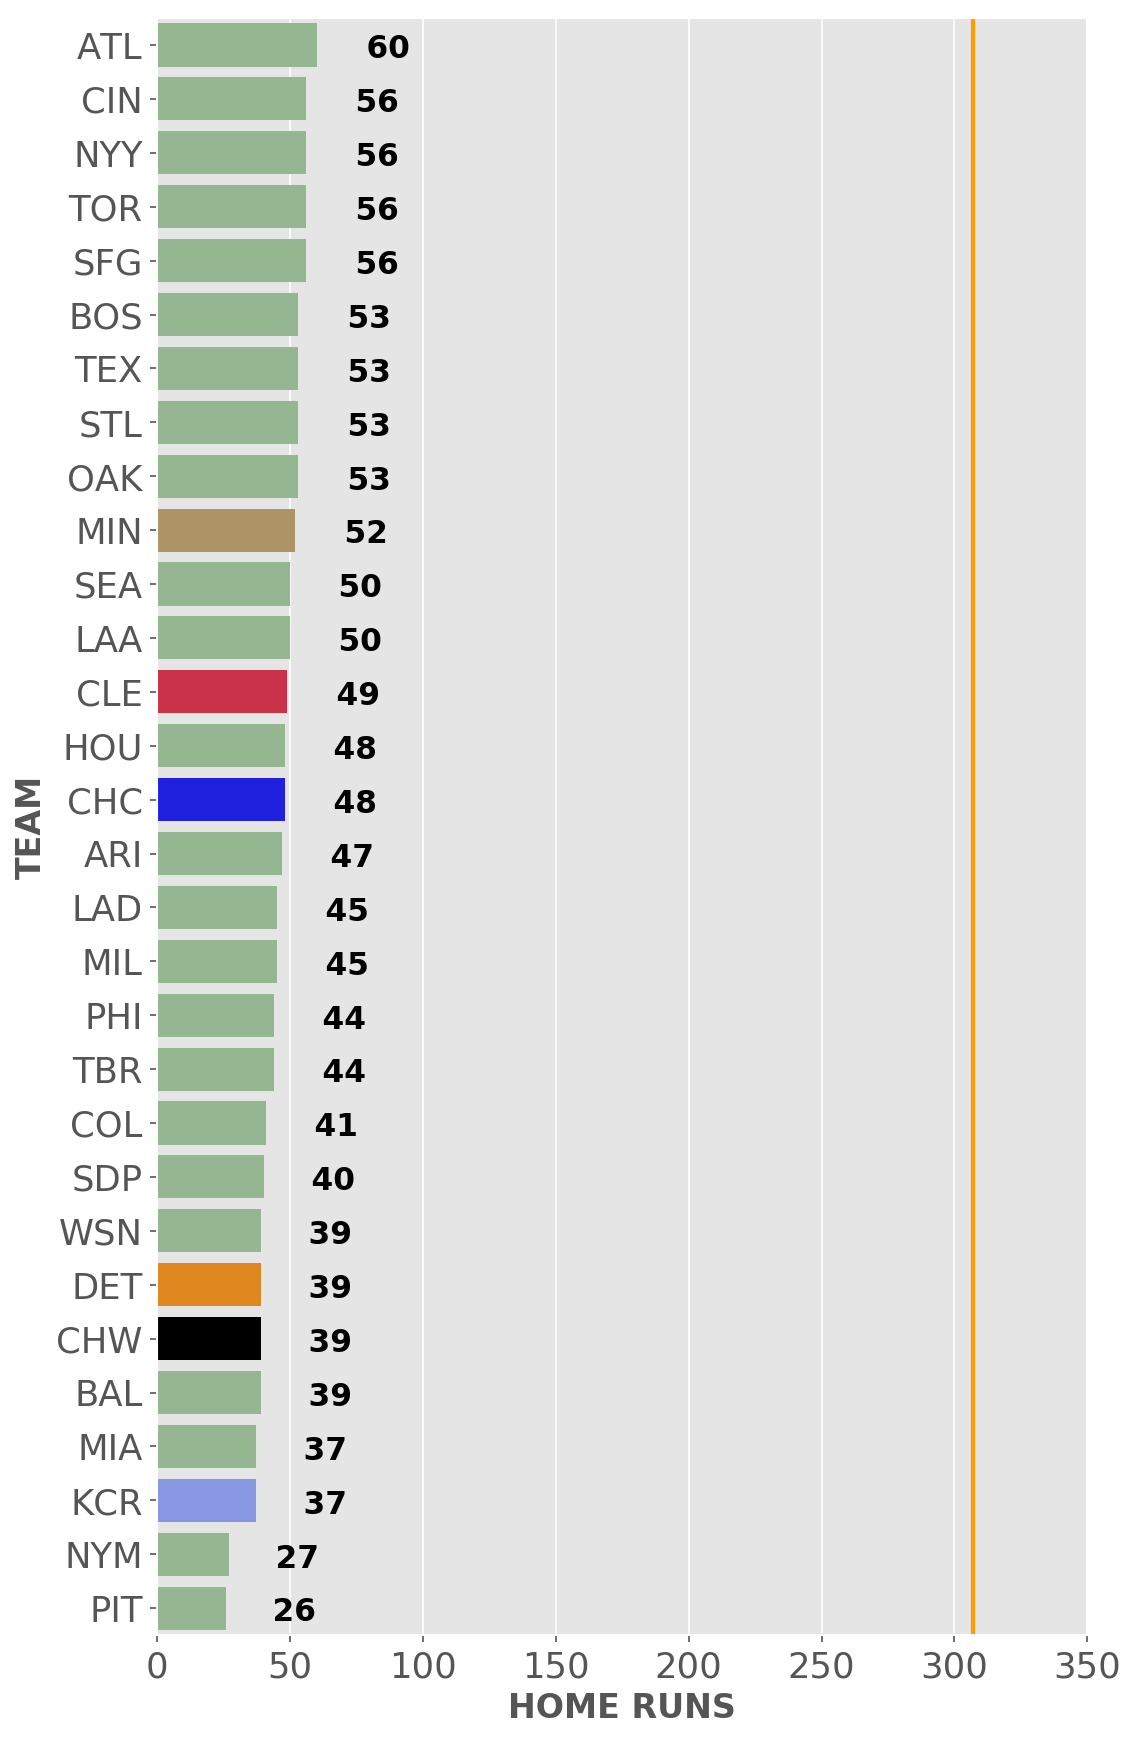 ATL 60
CIN 56
NYY 56
TOR 56
SFG 56
BOS 53
TEX 53
STL 53
OAK 53
MIN 52
SEA 50
LAA 50
CLE 49
HOU 48
CHC 48
ARI 47
LAD 45
MIL 45
PHI 44
TBR 44
COL 41
SDP 40
WSN 39
DET 39
CHW 39
BAL 39
MIA 37
KCR 37
NYM 27
PIT 26
TEAM
0 50 100 150 200 250 300 350
HOME RUNS